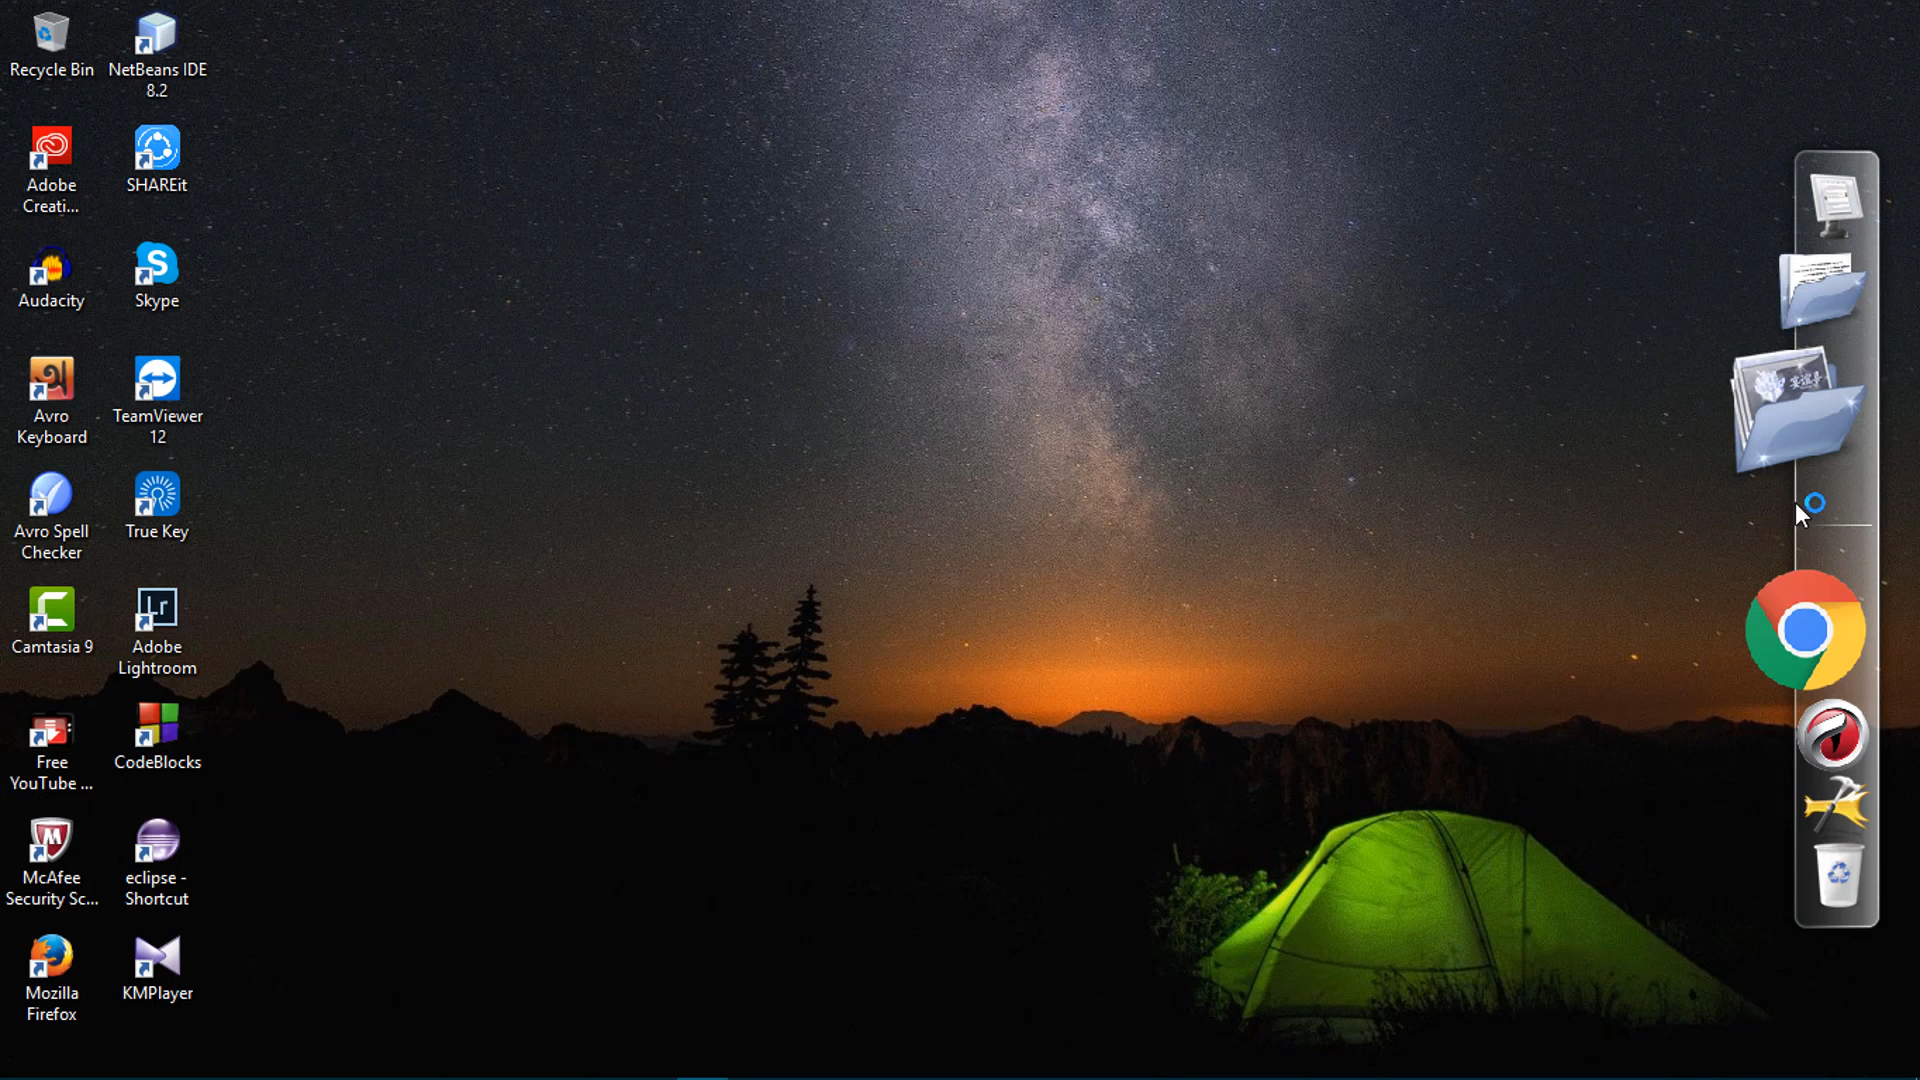 Recycle Bin
NetBeans IDE
8.2
Adobe
Creati...
SHAREit
Audacity
Skype
Avro
Keyboard
TeamViewer
12
Avro Spell
Checker
True Key
Camtasia 9
Adobe
Lightroom
Free
YouTube ...
CodeBlocks
McAfee
Security Sc...
eclipse -
Shortcut
Mozilla
Firefox
KMPlayer